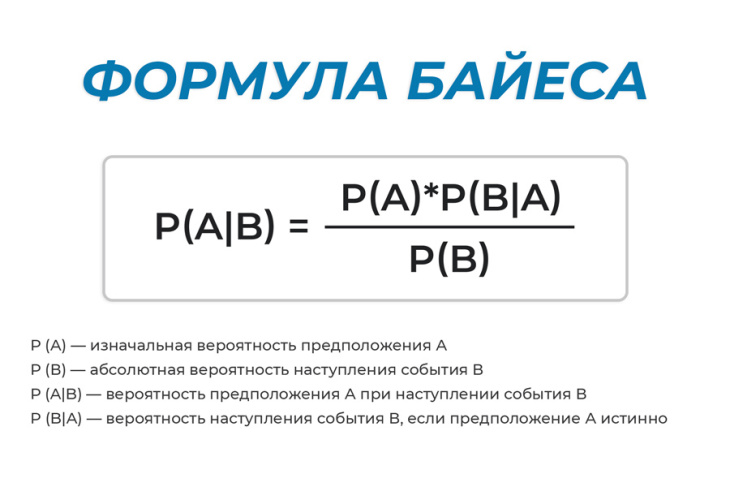 ФОРМУЛА БАЙЕСА
P(A|B) = P(A)*P(B|A)
P(B)
P (A) — изначальная вероятность предположения A
P (B) — абсолютная вероятность наступления события B
P (A|B) — вероятность предположения A при наступлении события B
P (B|A) — вероятность наступления события B, если предположение A истинно